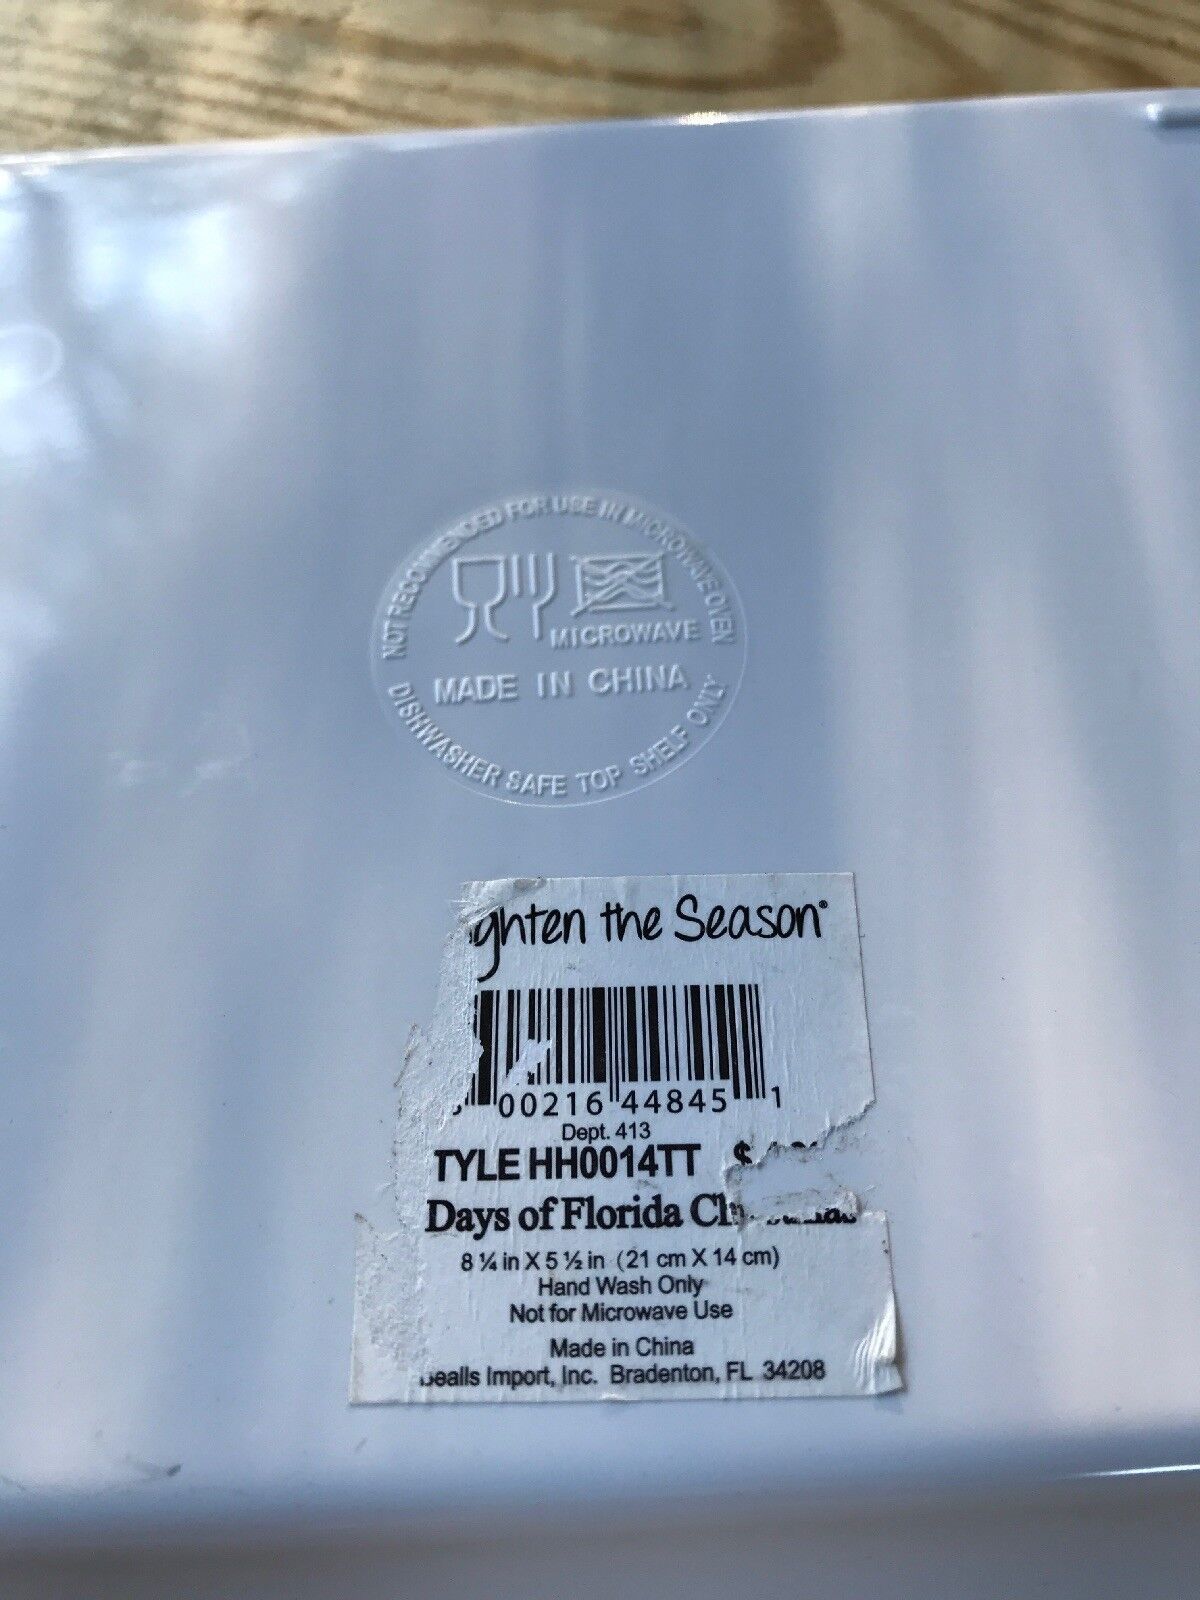 NOT RECOMMENDED FOR USE IN MICROWAVE OVEN
MICROWAVE
MADE IN CHINA
DISHWASHER SAFE TOP SHELF ONLY
ghten the Season®
00216 44845 1
Dept. 413
TYLE HH0014TT $
Days of Florida
8 ¼ in X 5 ½ in (21 cm X 14 cm)
Hand Wash Only
Not for Microwave Use
Made in China
Bealls Import, Inc. Bradenton, FL 34208